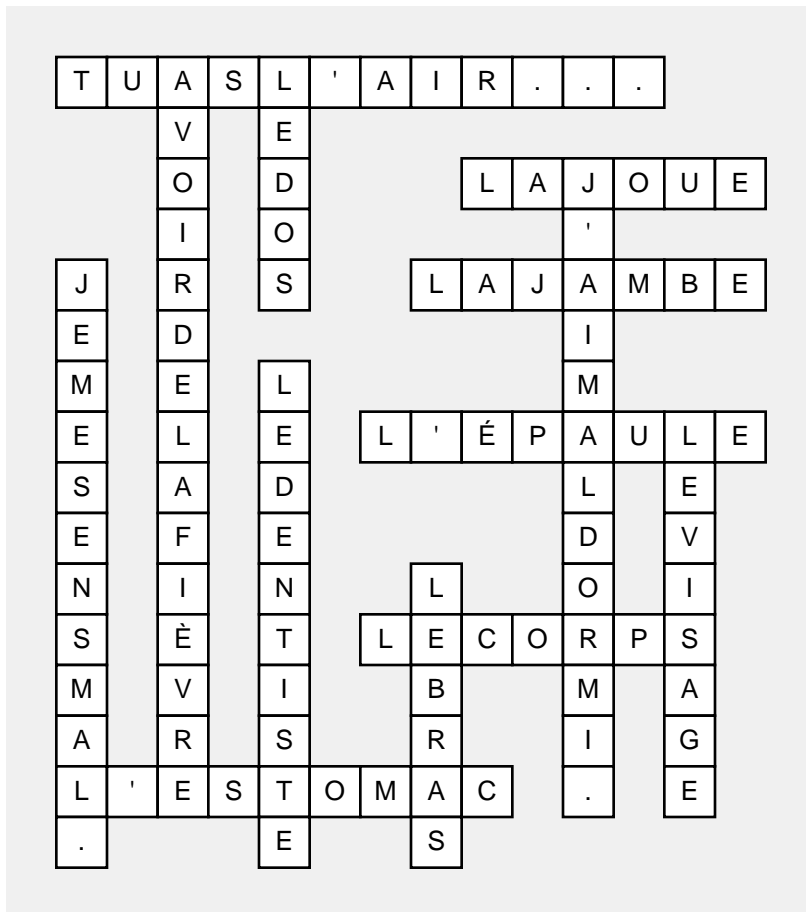 TUASL'AIR...
AVOIRDELAFIÈVRE
LEDOS
LAJOUE
J'AIMALDORMI.
JEMESENSMAL.
LAJAMBE
LEDENTISTE
L'ÉPAULE
LEVISAGE
LEBRAS
LECORPS
L'ESTOMAC